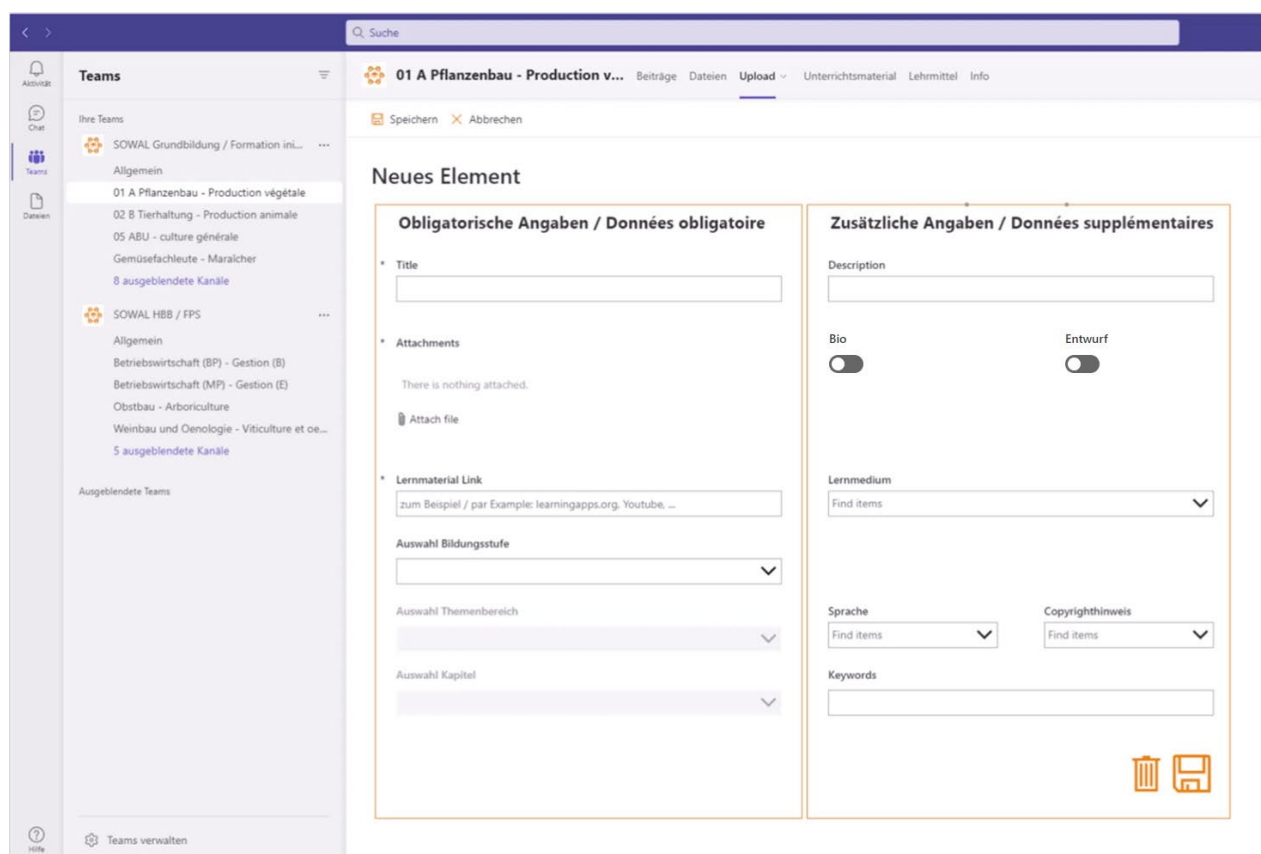 Suche
Aktivität
Chat
Teams
Dateien
Hilfe
Teams
Ihre Teams
SOWAL Grundbildung / Formation ini... ...
Allgemein
01 A Pflanzenbau - Production végétale
02 B Tierhaltung - Production animale
05 ABU - culture générale
Gemüsefachleute - Maraîcher
8 ausgeblendete Kanäle
SOWAL HBB / FPS ...
Allgemein
Betriebswirtschaft (BP) - Gestion (B)
Betriebswirtschaft (MP) - Gestion (E)
Obstbau - Arboriculture
Weinbau und Oenologie - Viticulture et oe...
5 ausgeblendete Kanäle
Ausgeblendete Teams
Teams verwalten
01 A Pflanzenbau - Production v... Beiträge Dateien Upload Unterrichtsmaterial Lehrmittel Info
Speichern Abbrechen
Neues Element
Obligatorische Angaben / Données obligatoire
* Title
* Attachments
There is nothing attached.
Attach file
* Lernmaterial Link
zum Beispiel / par Example: learningapps.org, Youtube, ...
Auswahl Bildungsstufe
Auswahl Themenbereich
Auswahl Kapitel
Zusätzliche Angaben / Données supplémentaires
Description
Bio Entwurf
Lernmedium
Find items
Sprache Copyrighthinweis
Find items Find items
Keywords